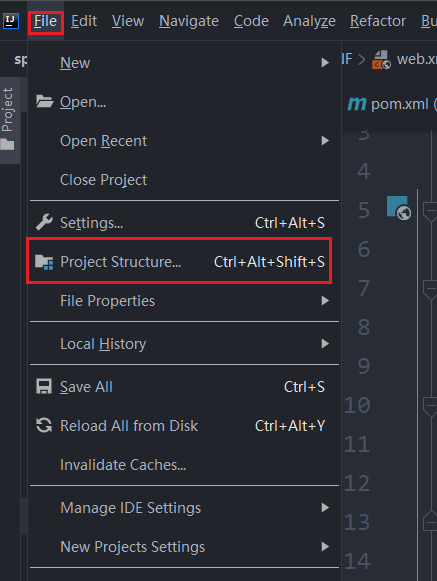 IJ File Edit View Navigate Code Analyze Refactor
sp
New
IF > web.x
Project
Open...
m pom.xml (
Open Recent
3
Close Project
4
Settings... Ctrl+Alt+S
5
Project Structure... Ctrl+Alt+Shift+S
6
File Properties
7
Local History
8
9
Save All Ctrl+S
10
Reload All from Disk Ctrl+Alt+Y
11
Invalidate Caches...
12
Manage IDE Settings
13
New Projects Settings
14